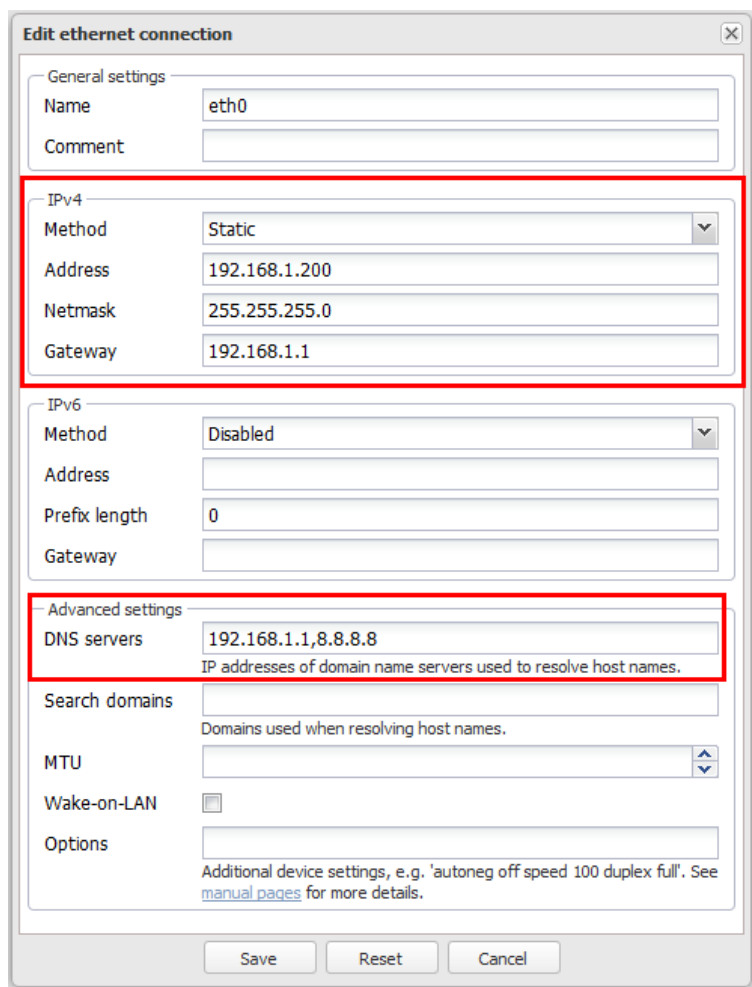 Edit ethernet connection
General settings
Name eth0
Comment
IPv4
Method Static
Address 192.168.1.200
Netmask 255.255.255.0
Gateway 192.168.1.1
IPv6
Method Disabled
Address
Prefix length 0
Gateway
Advanced settings
DNS servers 192.168.1.1,8.8.8.8
IP addresses of domain name servers used to resolve host names.
Search domains
Domains used when resolving host names.
MTU
Wake-on-LAN
Options
Additional device settings, e.g. 'autoneg off speed 100 duplex full'. See
manual pages for more details.
Save Reset Cancel